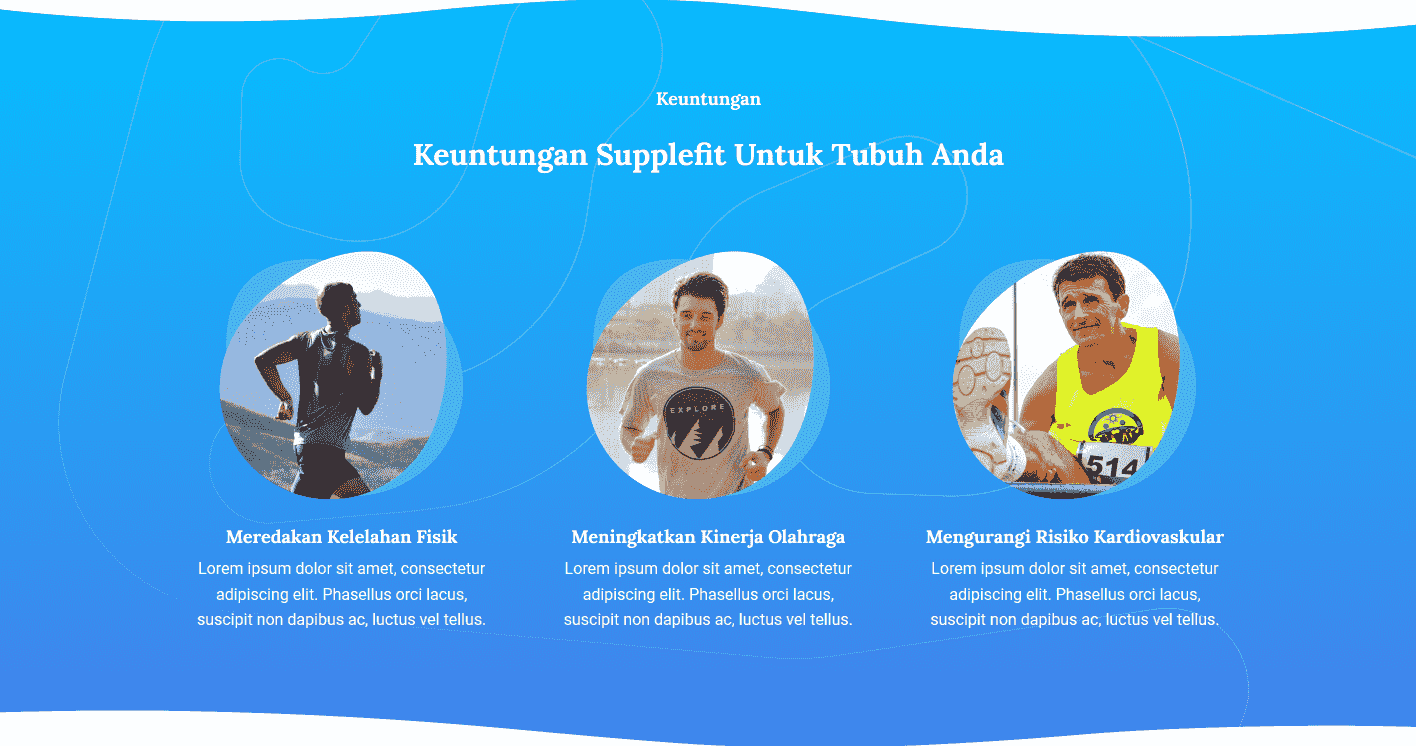 Keuntungan
Keuntungan Supplefit Untuk Tubuh Anda
EXPLORE
514
Meredakan Kelelahan Fisik
Meningkatkan Kinerja Olahraga
Mengurangi Risiko Kardiovaskular
Lorem ipsum dolor sit amet, consectetur
adipiscing elit. Phasellus orci lacus,
suscipit non dapibus ac, luctus vel tellus.
Lorem ipsum dolor sit amet, consectetur
adipiscing elit. Phasellus orci lacus,
suscipit non dapibus ac, luctus vel tellus.
Lorem ipsum dolor sit amet, consectetur
adipiscing elit. Phasellus orci lacus,
suscipit non dapibus ac, luctus vel tellus.